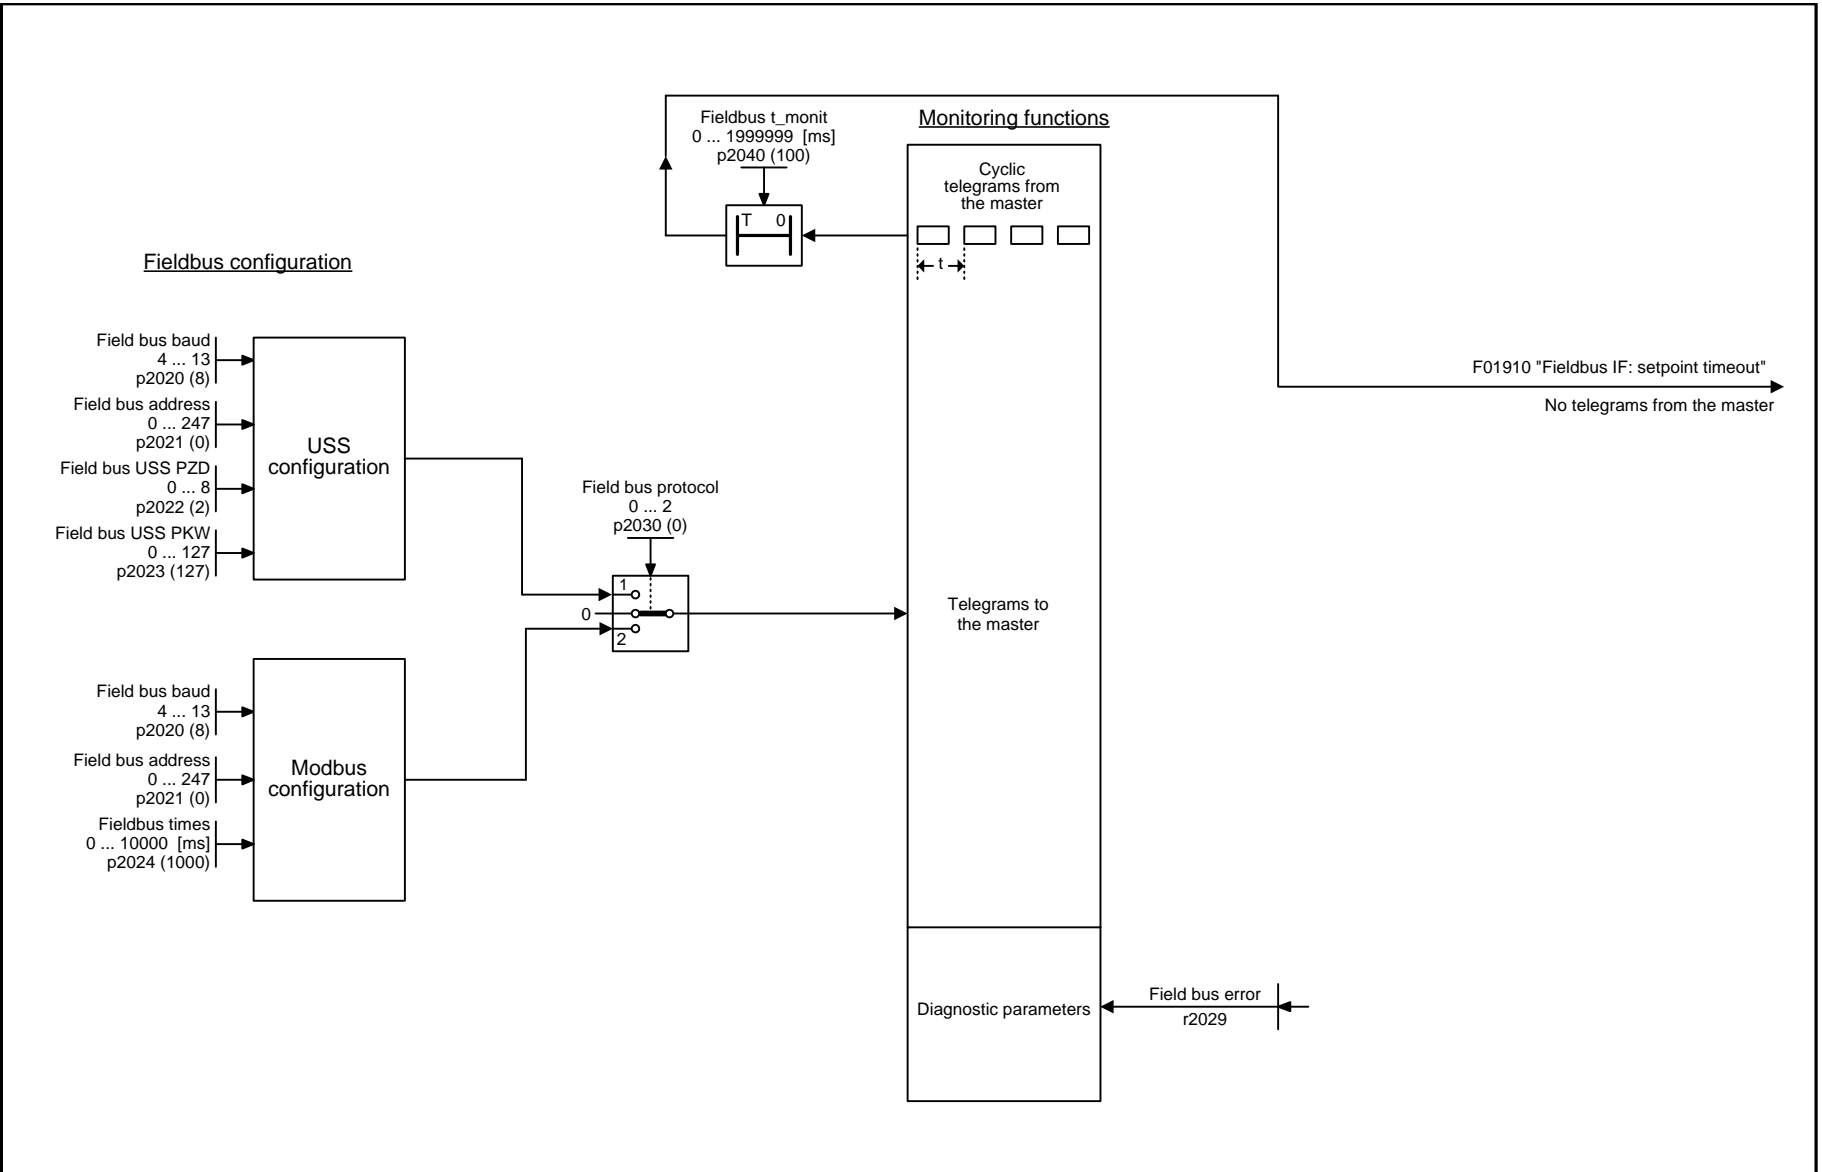 Fieldbus t_monit
0 ... 1999999 [ms]
p2040 (100)
T 0
Monitoring functions
Cyclic
telegrams from
the master
t
Fieldbus configuration
Field bus baud
4 ... 13
p2020 (8)
Field bus address
0 ... 247
p2021 (0)
Field bus USS PZD
0 ... 8
p2022 (2)
Field bus USS PKW
0 ... 127
p2023 (127)
USS
configuration
F01910 "Fieldbus IF: setpoint timeout"
No telegrams from the master
Field bus protocol
0 ... 2
p2030 (0)
1
0
2
Telegrams to
the master
Field bus baud
4 ... 13
p2020 (8)
Field bus address
0 ... 247
p2021 (0)
Fieldbus times
0 ... 10000 [ms]
p2024 (1000)
Modbus
configuration
Diagnostic parameters
Field bus error
r2029